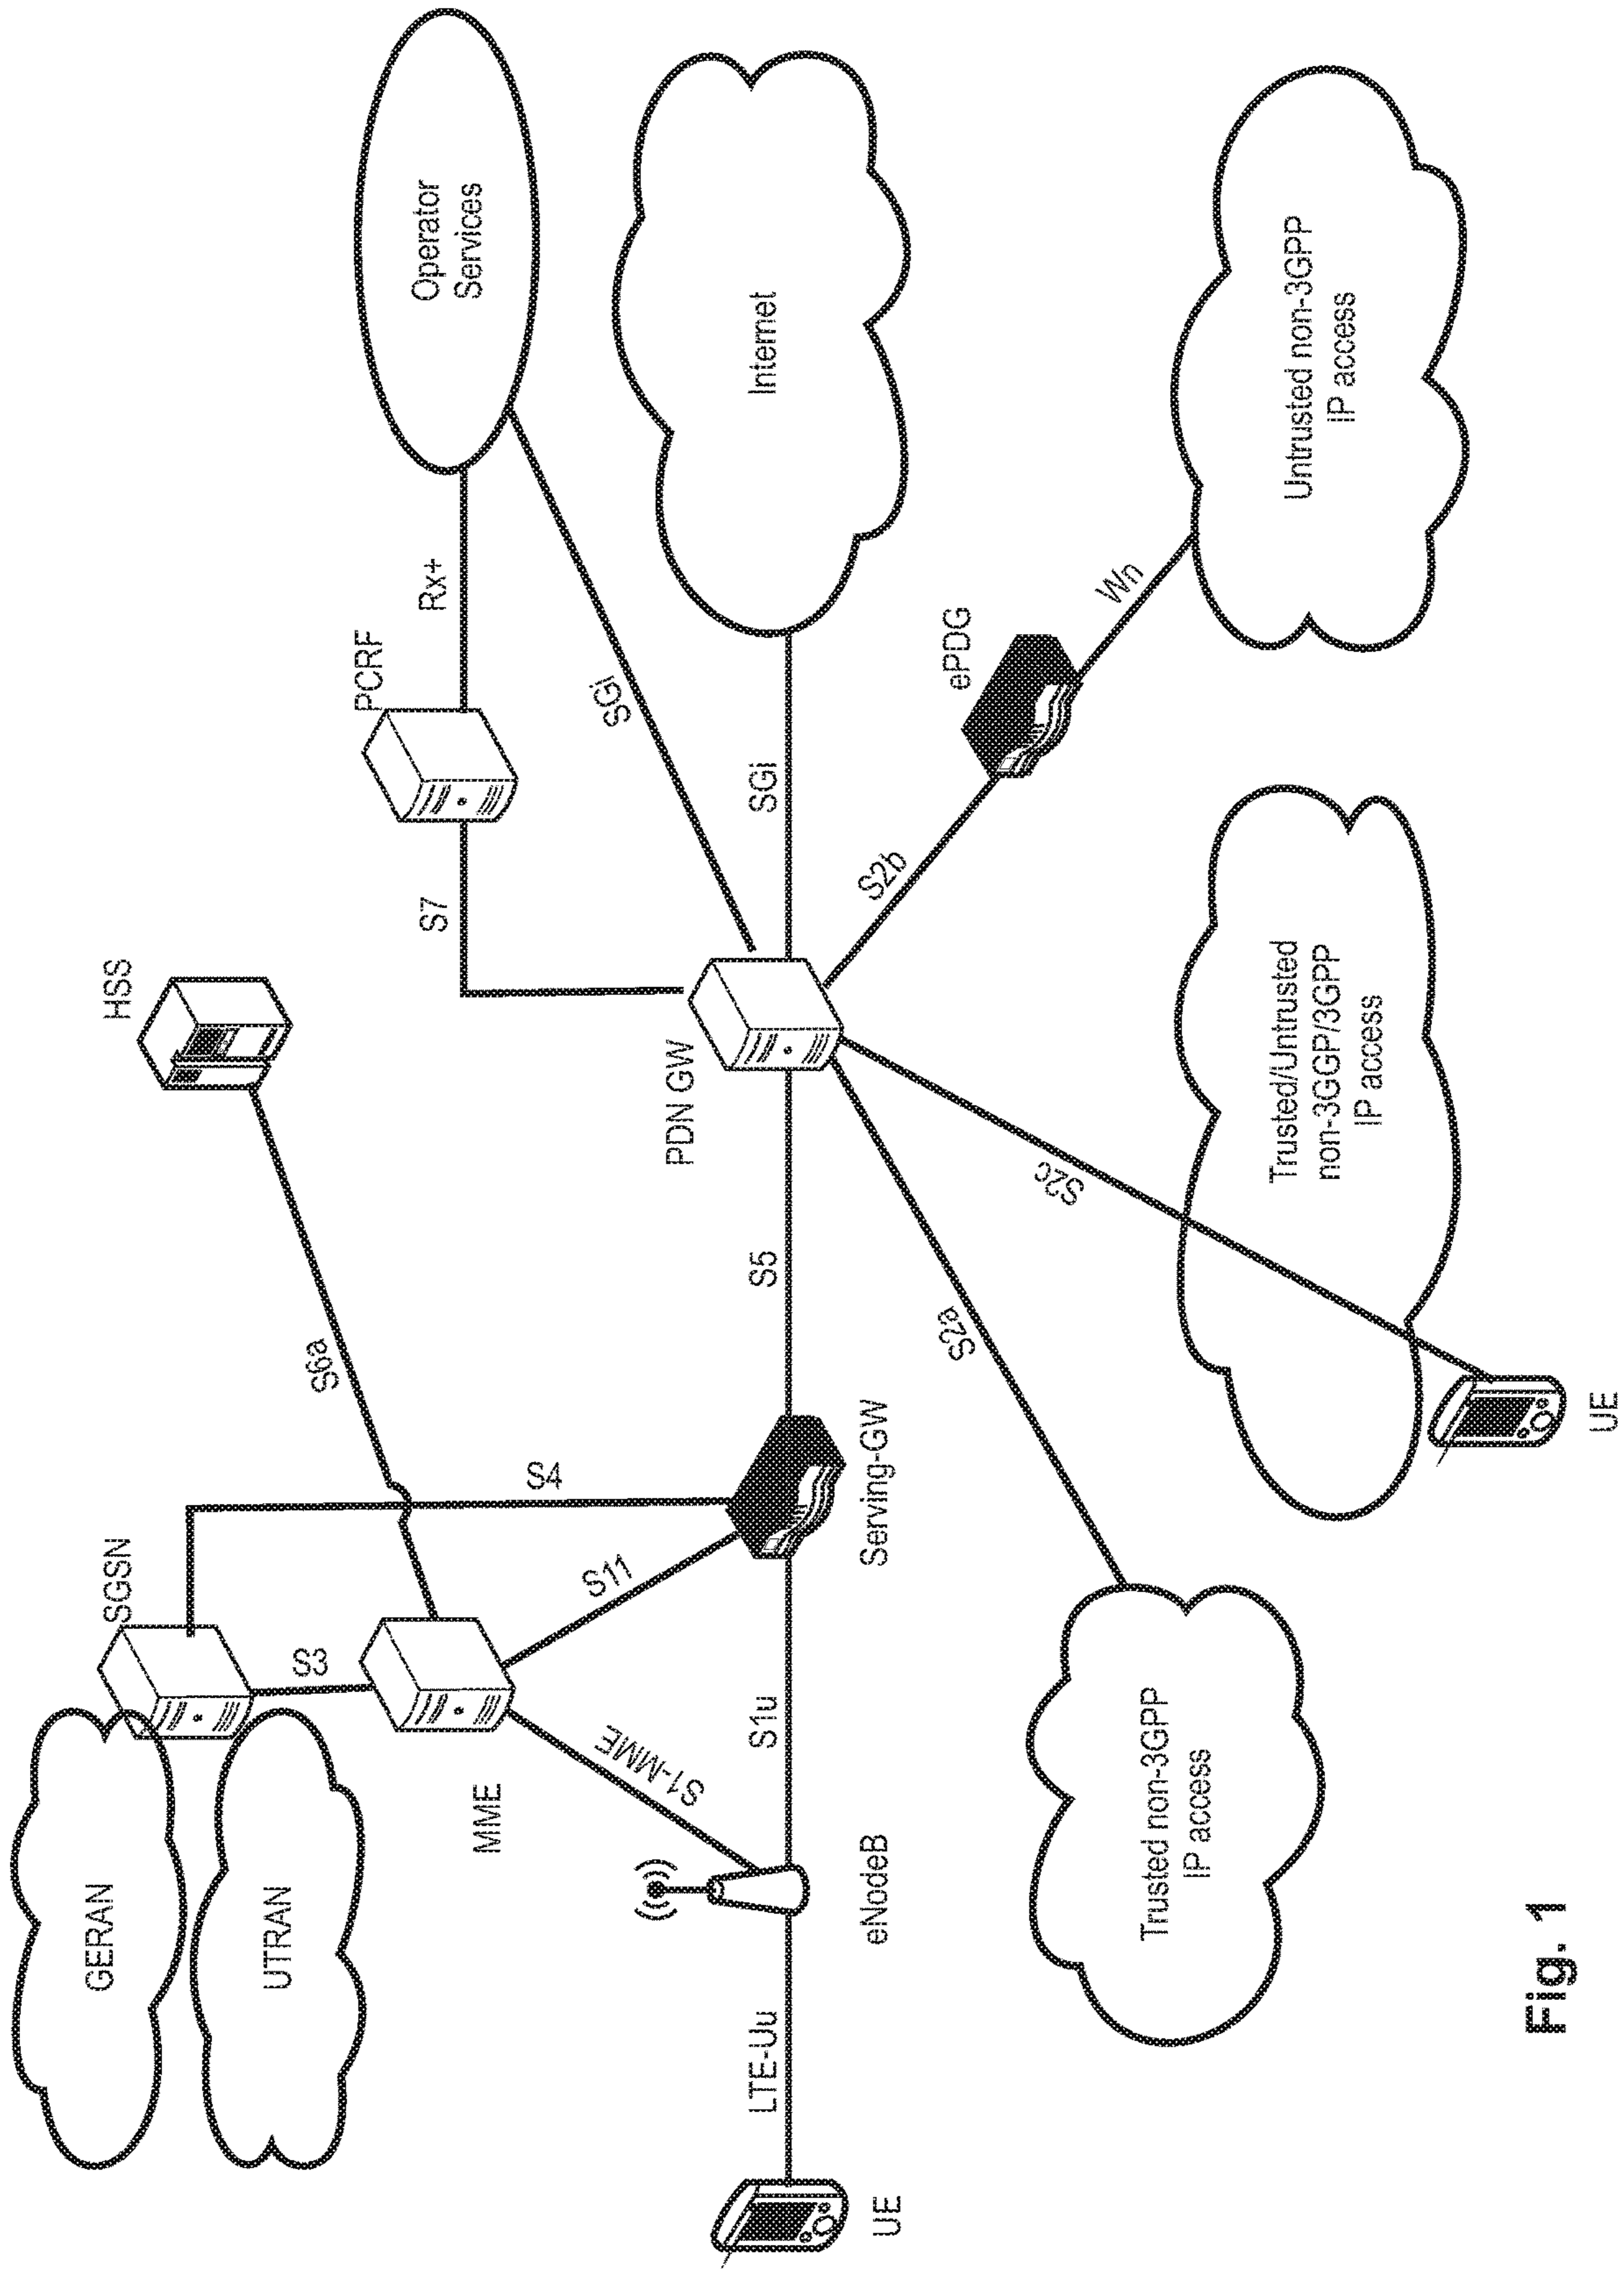 GERAN
UTRAN
SGSN
S3
S4
HSS
S6a
MME
S11
S1-MME
PCRF
S7
Rx+
Operator
Services
SGi
Internet
SGi
PDN GW
S5
Serving-GW
S1u
eNodeB
LTE-Uu
UE
S2a
S2c
S2b
ePDG
Wn
Trusted non-3GPP
IP access
Trusted/Untrusted
non-3GGP/3GPP
IP access
UE
Untrusted non-3GPP
IP access
Fig. 1